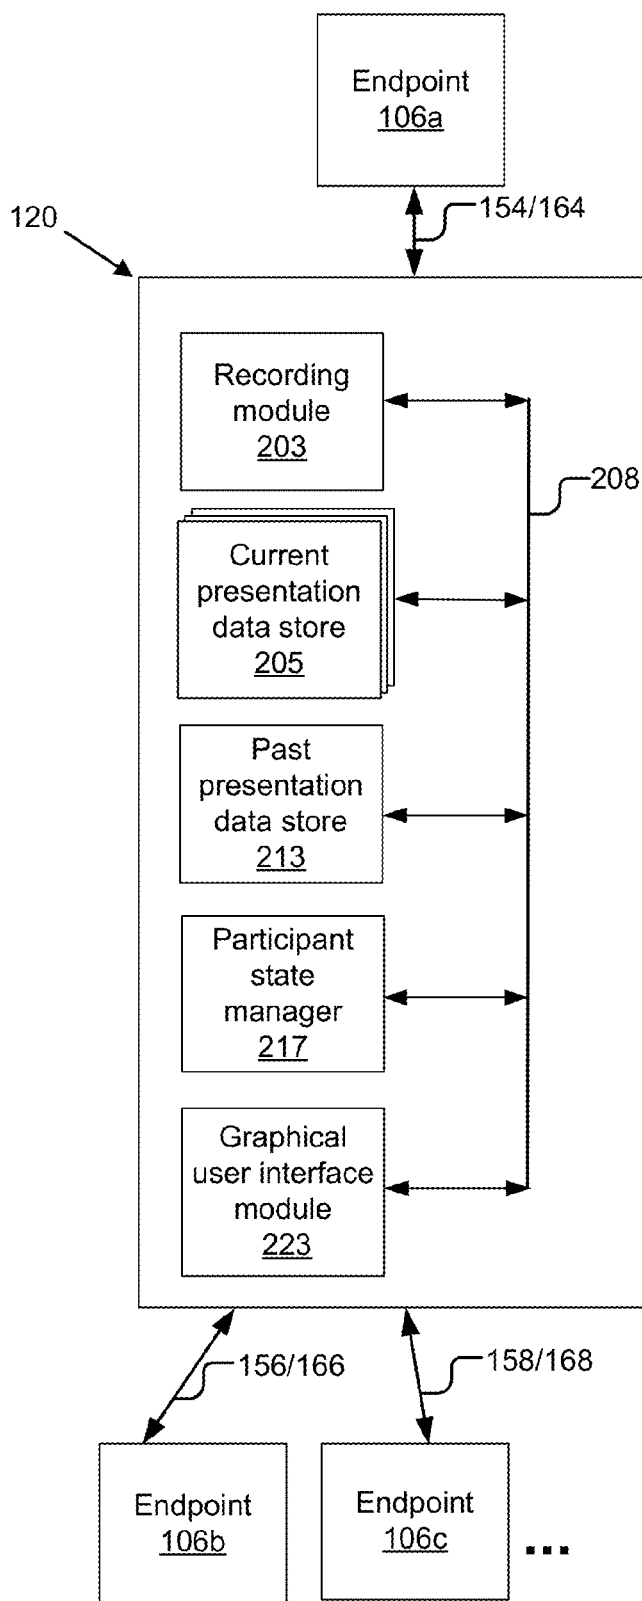 Endpoint
106a
154/164
120
Recording
module
203
208
Current
presentation
data store
205
Past
presentation
data store
213
Participant
state
manager
217
Graphical
user interface
module
223
156/166
158/168
Endpoint
106b
Endpoint
106c
...